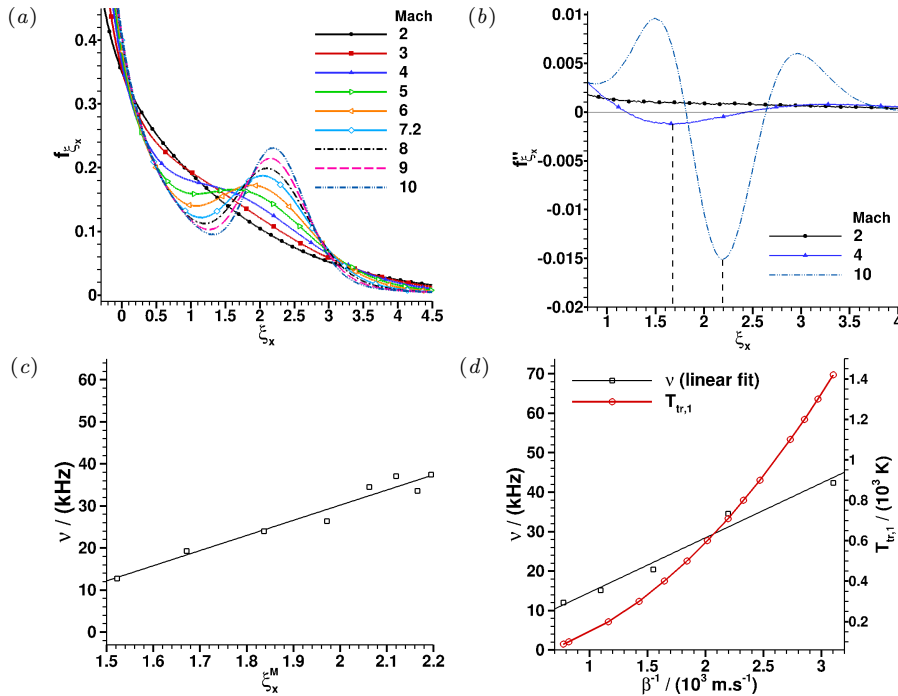 (a)
Mach
2
3
4
5
6
7.2
8
9
10
0.4
0.3
0.2
0.1
0
f_ξx
0 0.5 1 1.5 2 2.5 3 3.5 4 4.5
ξx
(b)
0.01
0.005
0
-0.005
-0.01
-0.015
-0.02
f''_ξx
Mach
2
4
10
1 1.5 2 2.5 3 3.5 4
ξx
(c)
60
50
40
30
20
10
0
ν / (kHz)
1.5 1.6 1.7 1.8 1.9 2 2.1 2.2
ξx^M
(d)
ν (linear fit)
T_tr,1
70
60
50
40
30
20
10
0
ν / (kHz)
1.4
1.2
1
0.8
0.6
0.4
0.2
T_tr,1 / (10³ K)
1 1.5 2 2.5 3
β⁻¹ / (10³ m.s⁻¹)